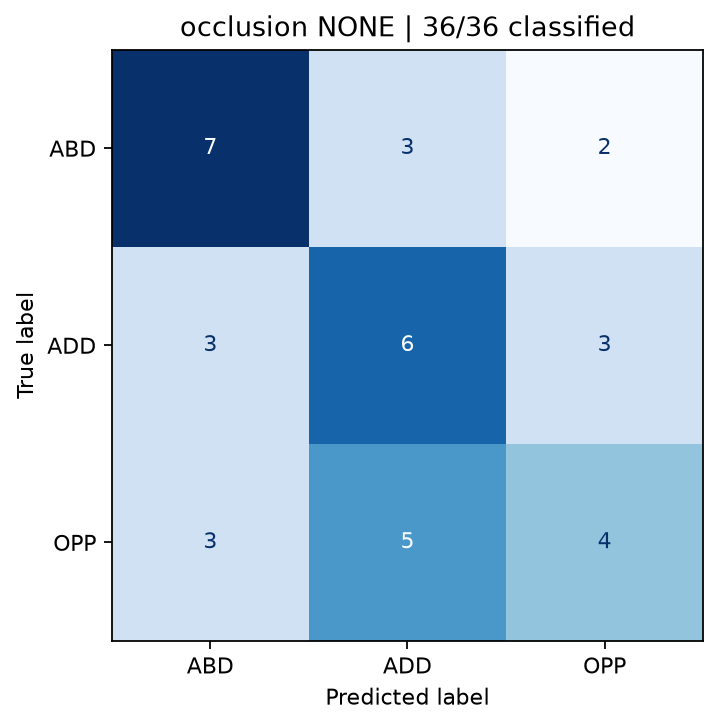 occlusion NONE | 36/36 classified
True label
ABD
7 3 2
ADD
3 6 3
OPP
3 5 4
ABD ADD OPP
Predicted label